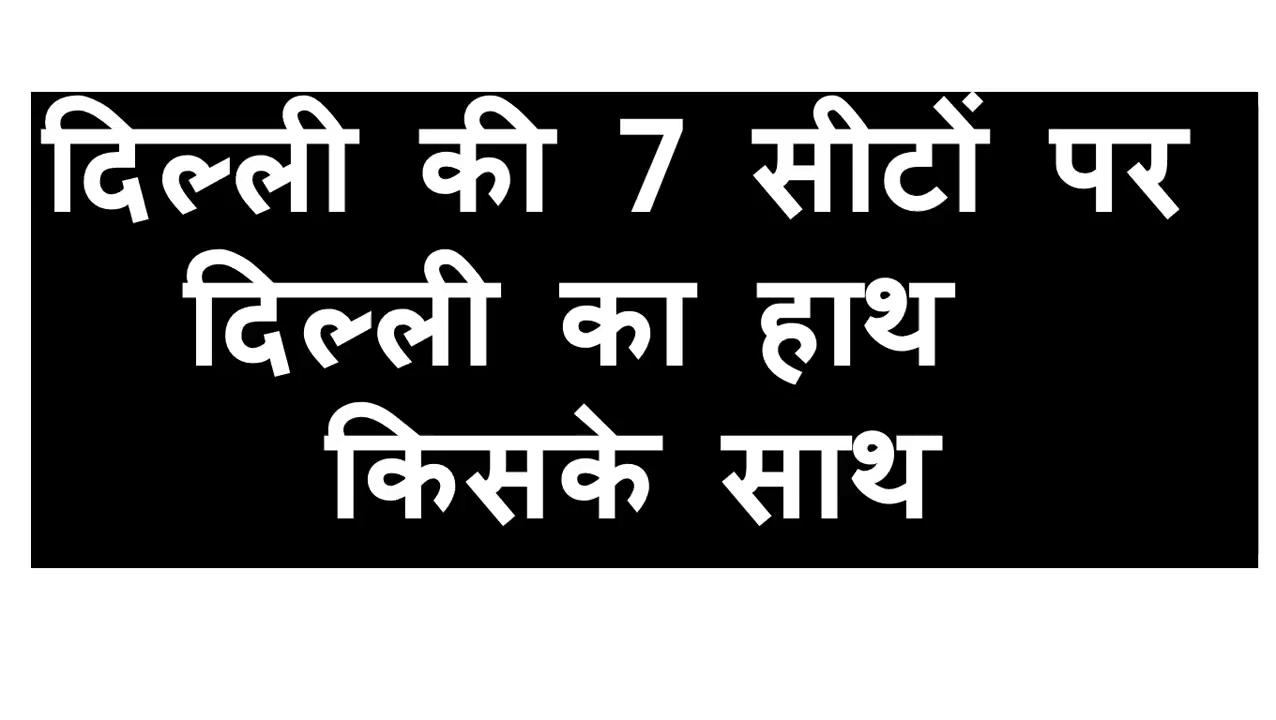 दिल्ली की 7 सीटों पर
दिल्ली का हाथ
किसके साथ